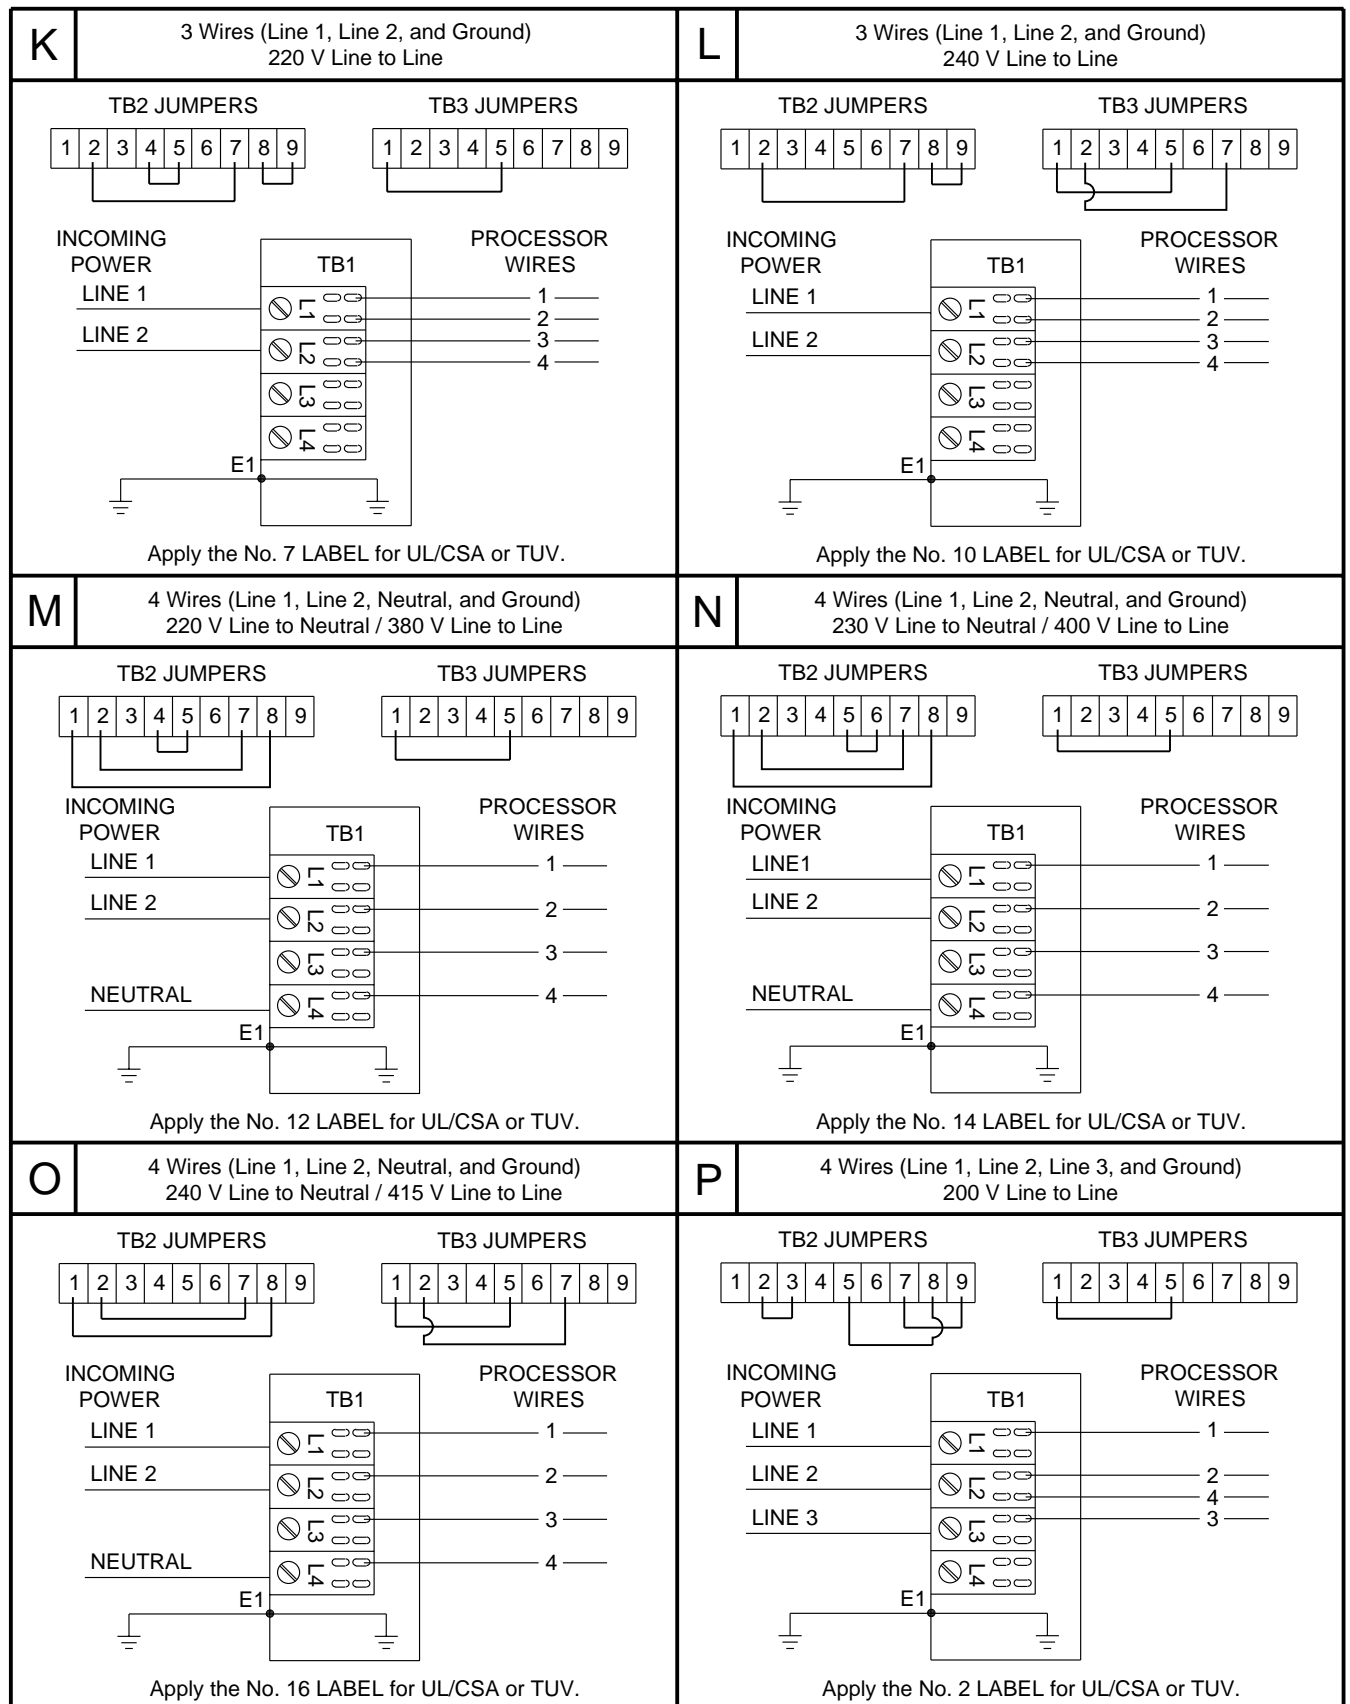 K
3 Wires (Line 1, Line 2, and Ground)
220 V Line to Line
TB2 JUMPERS
1 2 3 4 5 6 7 8 9
TB3 JUMPERS
1 2 3 4 5 6 7 8 9
INCOMING
POWER
LINE 1
LINE 2
TB1
L1
L2
L3
L4
E1
PROCESSOR
WIRES
1
2
3
4
Apply the No. 7 LABEL for UL/CSA or TUV.
L
3 Wires (Line 1, Line 2, and Ground)
240 V Line to Line
TB2 JUMPERS
1 2 3 4 5 6 7 8 9
TB3 JUMPERS
1 2 3 4 5 6 7 8 9
INCOMING
POWER
LINE 1
LINE 2
TB1
L1
L2
L3
L4
E1
PROCESSOR
WIRES
1
2
3
4
Apply the No. 10 LABEL for UL/CSA or TUV.
M
4 Wires (Line 1, Line 2, Neutral, and Ground)
220 V Line to Neutral / 380 V Line to Line
TB2 JUMPERS
1 2 3 4 5 6 7 8 9
TB3 JUMPERS
1 2 3 4 5 6 7 8 9
INCOMING
POWER
LINE 1
LINE 2
NEUTRAL
TB1
L1
L2
L3
L4
E1
PROCESSOR
WIRES
1
2
3
4
Apply the No. 12 LABEL for UL/CSA or TUV.
N
4 Wires (Line 1, Line 2, Neutral, and Ground)
230 V Line to Neutral / 400 V Line to Line
TB2 JUMPERS
1 2 3 4 5 6 7 8 9
TB3 JUMPERS
1 2 3 4 5 6 7 8 9
INCOMING
POWER
LINE1
LINE 2
NEUTRAL
TB1
L1
L2
L3
L4
E1
PROCESSOR
WIRES
1
2
3
4
Apply the No. 14 LABEL for UL/CSA or TUV.
O
4 Wires (Line 1, Line 2, Neutral, and Ground)
240 V Line to Neutral / 415 V Line to Line
TB2 JUMPERS
1 2 3 4 5 6 7 8 9
TB3 JUMPERS
1 2 3 4 5 6 7 8 9
INCOMING
POWER
LINE 1
LINE 2
NEUTRAL
TB1
L1
L2
L3
L4
E1
PROCESSOR
WIRES
1
2
3
4
Apply the No. 16 LABEL for UL/CSA or TUV.
P
4 Wires (Line 1, Line 2, Line 3, and Ground)
200 V Line to Line
TB2 JUMPERS
1 2 3 4 5 6 7 8 9
TB3 JUMPERS
1 2 3 4 5 6 7 8 9
INCOMING
POWER
LINE 1
LINE 2
LINE 3
TB1
L1
L2
L3
L4
E1
PROCESSOR
WIRES
1
2
4
3
Apply the No. 2 LABEL for UL/CSA or TUV.